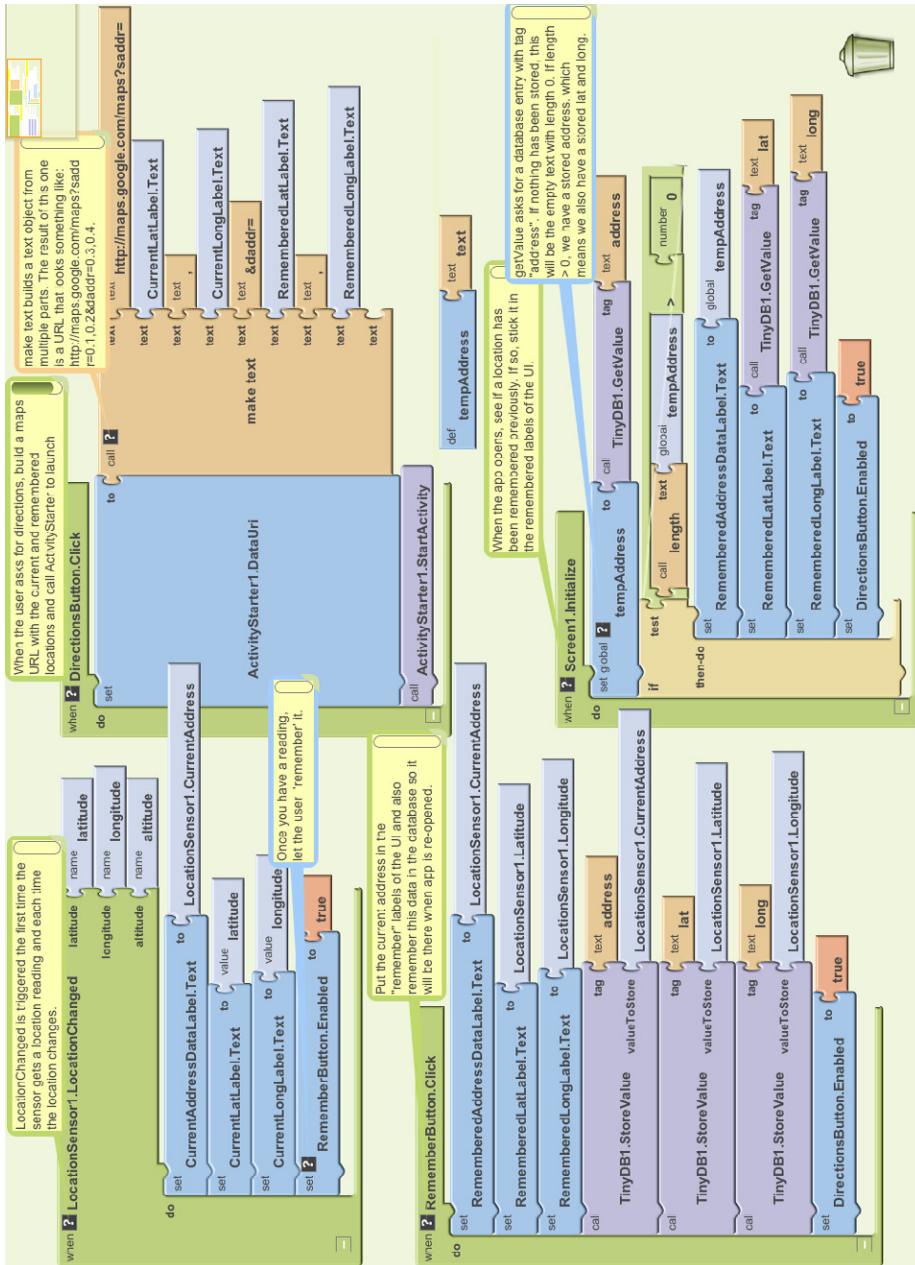 LocationChanged is triggered the first time the
sensor gets a location reading and each time
the location changes.
when ? LocationSensor1.LocationChanged
latitude name latitude
longitude name longitude
altitude name altitude
do
set CurrentAddressDataLabel.Text to LocationSensor1.CurrentAddress
set CurrentLatLabel.Text to value latitude
set CurrentLongLabel.Text to value longitude
set ? RememberButton.Enabled to true
Once you have a reading,
let the user "remember" it.
When the user asks for directions, build a maps
URL with the current and remembered
locations and call ActvityStarter to launch
when ? DirectionsButton.Click
do
set ActivityStarter1.DataUri to call ? make text
text text http://maps.google.com/maps?saddr=
text CurrentLatLabel.Text
text text ,
text CurrentLongLabel.Text
text text &daddr=
text RememberedLatLabel.Text
text text ,
text RememberedLongLabel.Text
text
call ActivityStarter1.StartActivity
make text builds a text object from
multiple parts. The result of this one
is a URL that looks something like:
http://maps.google.com/maps?sadd
r=0.1,0.2&daddr=0.3,0.4.
def tempAddress text text
Put the current address in the
"remember" labels of the UI and also
remember this data in the database so it
will be there when app is re-opened.
when ? RememberButton.Click
do
set RememberedAddressDataLabel.Text to LocationSensor1.CurrentAddress
set RememberedLatLabel.Text to LocationSensor1.Latitude
set RememberedLongLabel.Text to LocationSensor1.Longitude
call TinyDB1.StoreValue tag text address
valueToStore LocationSensor1.CurrentAddress
call TinyDB1.StoreValue tag text lat
valueToStore LocationSensor1.Latitude
call TinyDB1.StoreValue tag text long
valueToStore LocationSensor1.Longitude
set DirectionsButton.Enabled to true
When the app opens, see if a location has
been remembered previously. If so, stick it in
the remembered labels of the UI.
getValue asks for a database entry with tag
"address". If nothing has been stored, this
will be the empty text with length 0. If length
> 0, we have a stored address, which
means we also have a stored lat and long.
when ? Screen1.Initialize
do
set global ? tempAddress to call TinyDB1.GetValue tag text address
if test call length text global tempAddress > number 0
then-do
set RememberedAddressDataLabel.Text to global tempAddress
set RememberedLatLabel.Text to call TinyDB1.GetValue tag text lat
set RememberedLongLabel.Text to call TinyDB1.GetValue tag text long
set DirectionsButton.Enabled to true